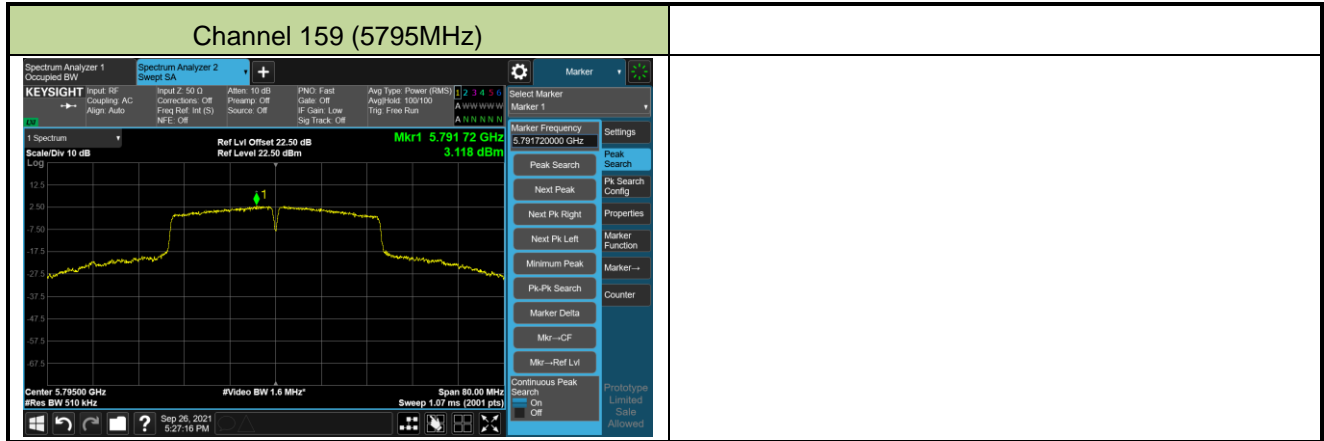 Channel 159 (5795MHz)
Spectrum Analyzer 1
Occupied BW
Spectrum Analyzer 2
Swept SA
+
Marker
KEYSIGHT
Input: RF
Coupling: AC
Align: Auto
Input Z: 50 Ω
Corrections: Off
Freq Ref: Int (S)
NFE: Off
Atten: 10 dB
Preamp: Off
Source: Off
PNO: Fast
Gate: Off
IF Gain: Low
Sig Track: Off
Avg Type: Power (RMS)
Avg|Hold: 100/100
Trig: Free Run
1 2 3 4 5 6
A W W W W W
A N N N N N
Select Marker
Marker 1
1 Spectrum
Scale/Div 10 dB
Log
Ref Lvl Offset 22.50 dB
Ref Level 22.50 dBm
Mkr1 5.791 72 GHz
3.118 dBm
12.5
2.50
-7.50
-17.5
-27.5
-37.5
-47.5
-57.5
-67.5
1
Center 5.79500 GHz
#Res BW 510 kHz
#Video BW 1.6 MHz*
Span 80.00 MHz
Sweep 1.07 ms (2001 pts)
Marker Frequency
5.791720000 GHz
Peak Search
Next Peak
Next Pk Right
Next Pk Left
Minimum Peak
Pk-Pk Search
Marker Delta
Mkr→CF
Mkr→Ref Lvl
Continuous Peak
Search
On
Off
Settings
Peak
Search
Pk Search
Config
Properties
Marker
Function
Marker→
Counter
Prototype
Limited
Sale
Allowed
?
Sep 26, 2021
5:27:16 PM